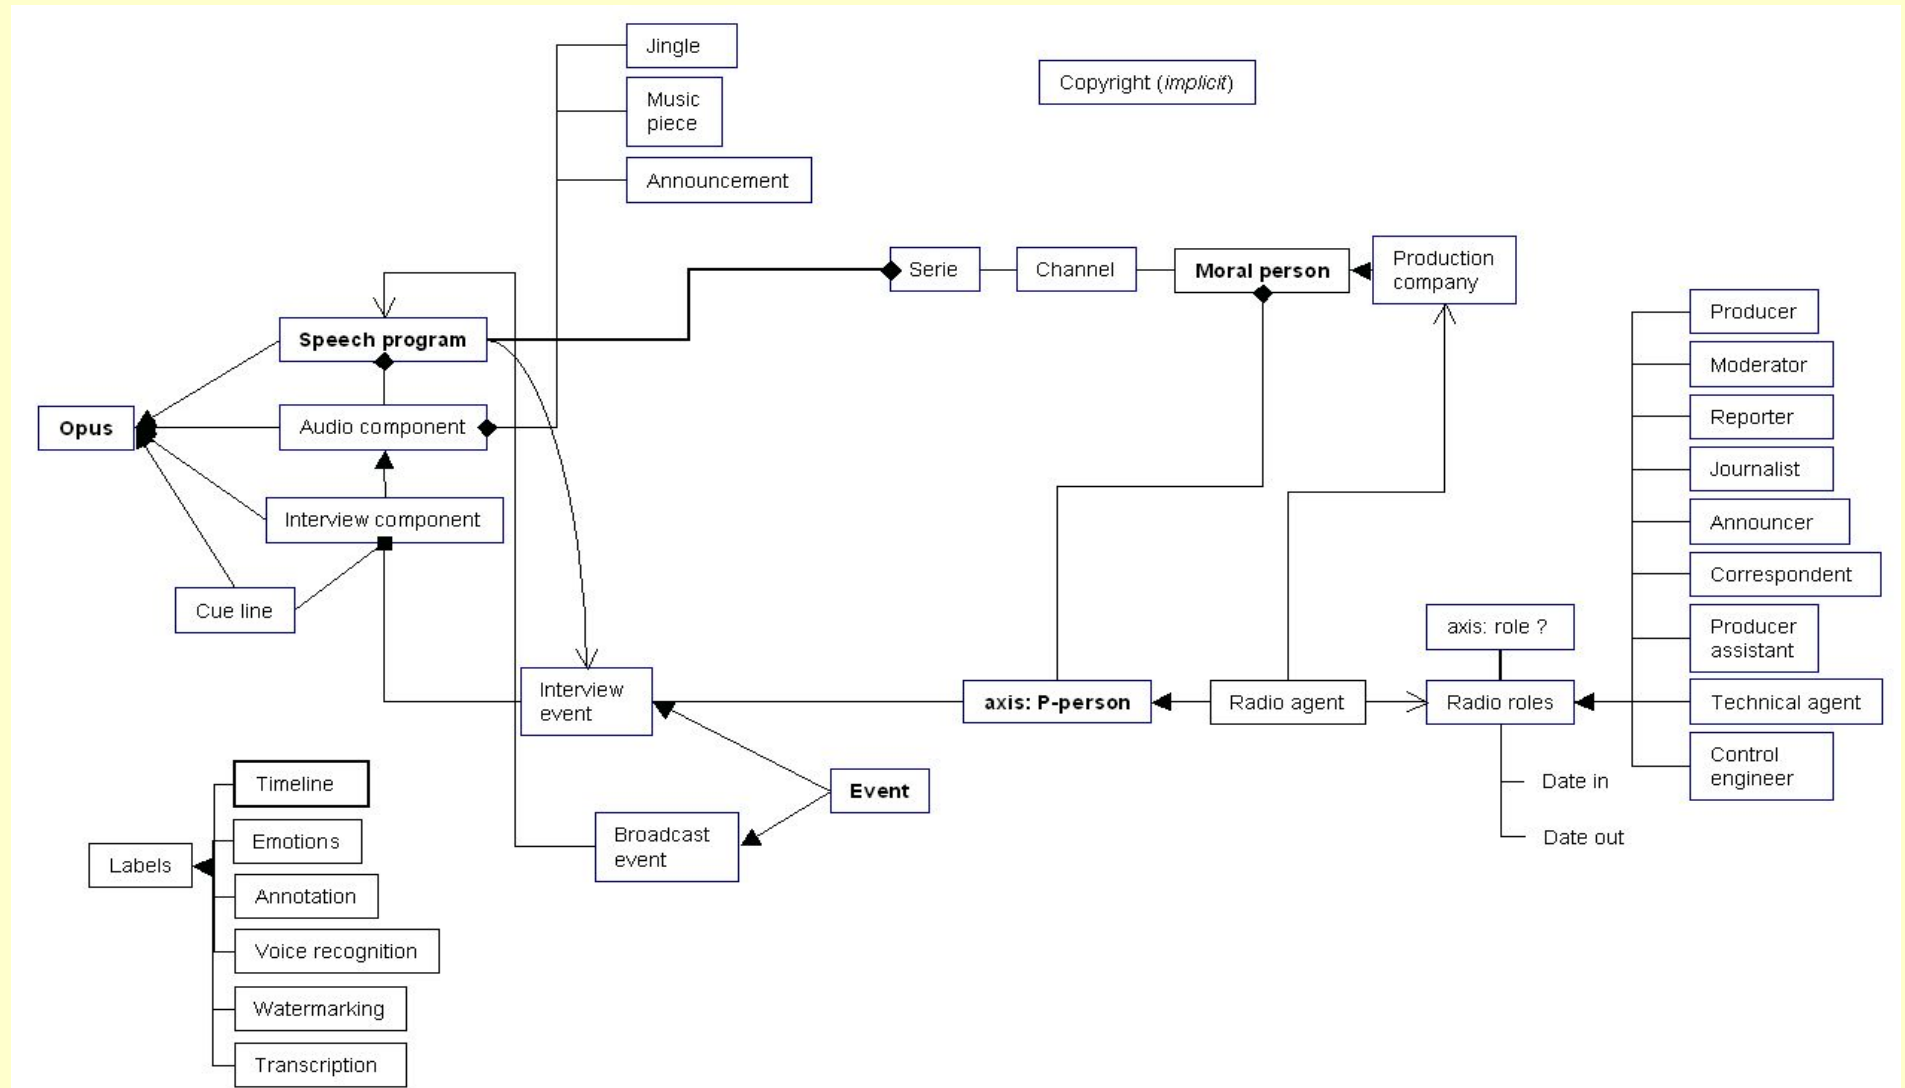 Jingle
Music
piece
Announcement
Copyright (implicit)
Serie
Channel
Moral person
Production
company
Speech program
Opus
Audio component
Interview component
Cue line
Producer
Moderator
Reporter
Journalist
Announcer
Correspondent
Producer
assistant
Technical agent
Control
engineer
axis: role ?
Interview
event
axis: P-person
Radio agent
Radio roles
Date in
Date out
Event
Broadcast
event
Labels
Timeline
Emotions
Annotation
Voice recognition
Watermarking
Transcription